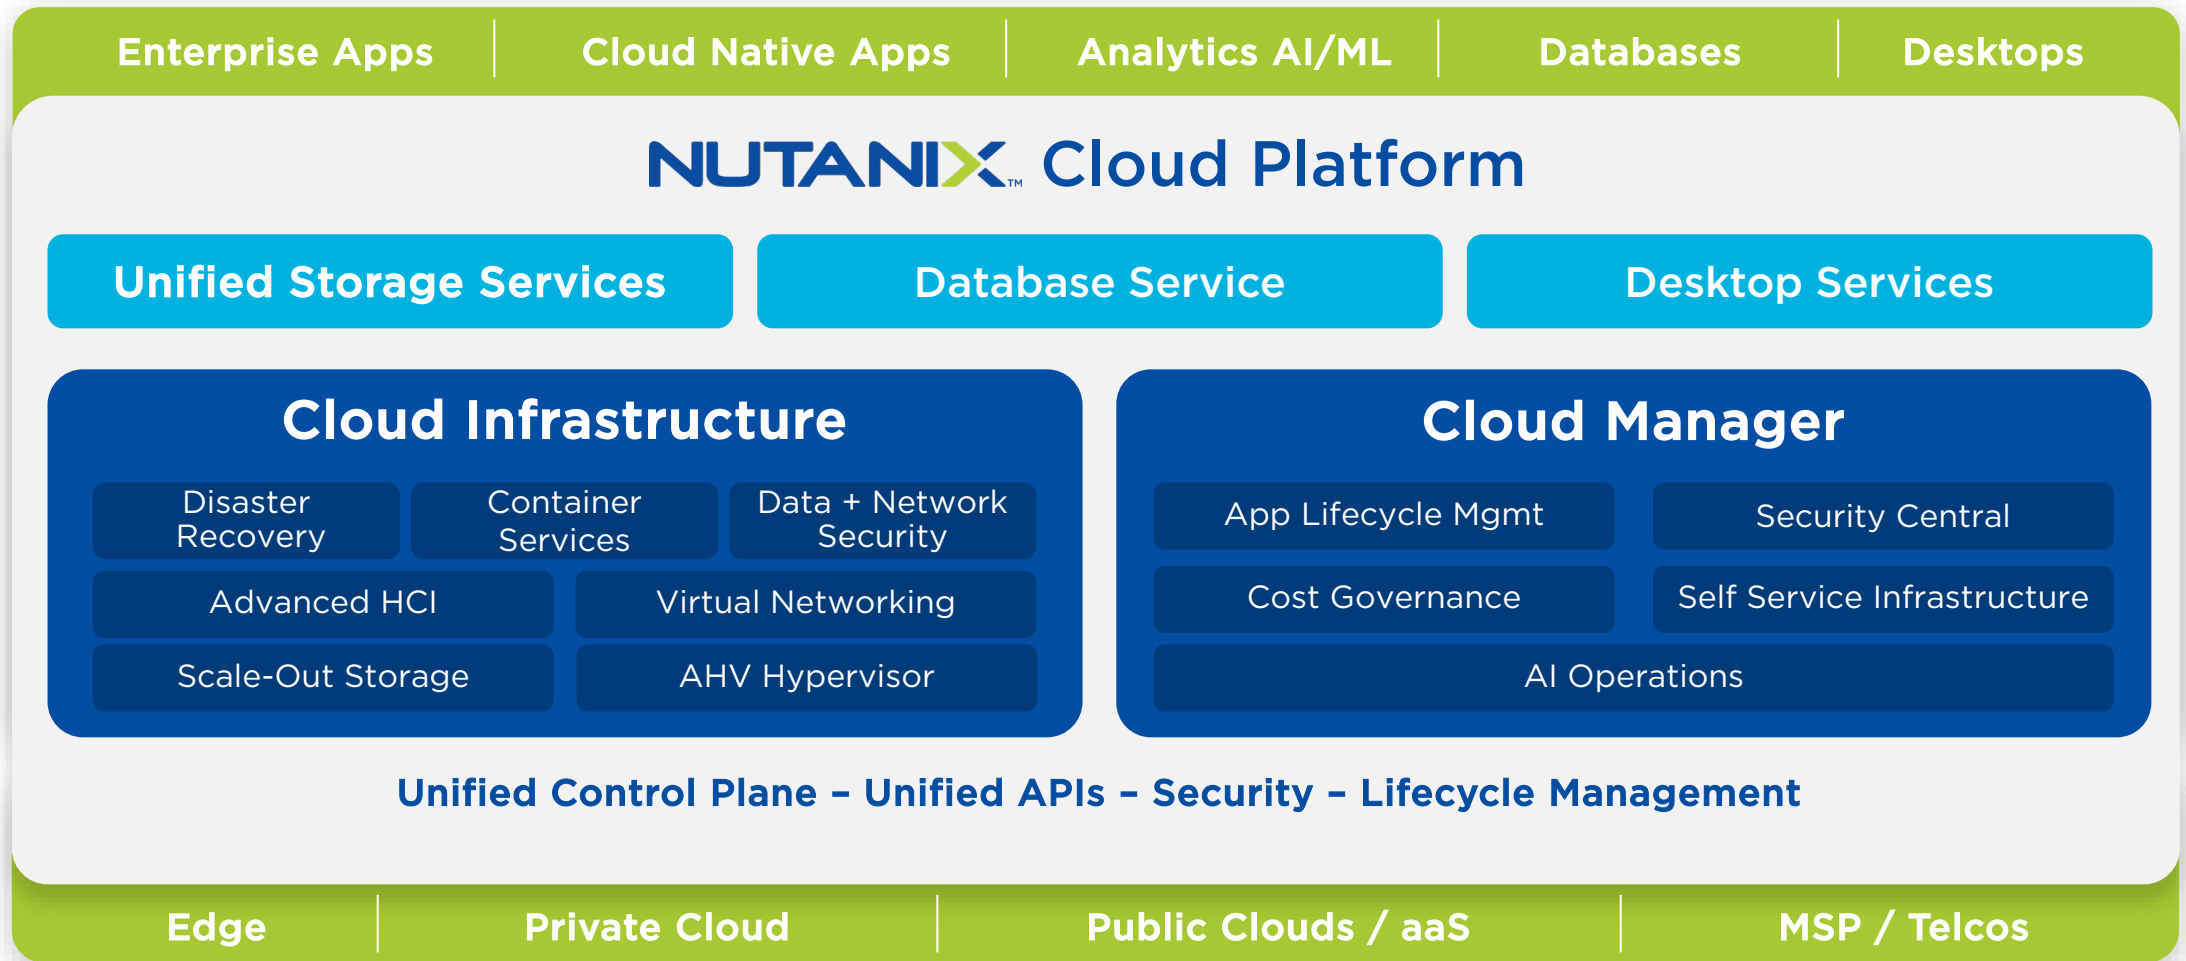 Enterprise Apps
Cloud Native Apps
Analytics AI/ML
Databases
Desktops
NUTANIX™ Cloud Platform
Unified Storage Services
Database Service
Desktop Services
Cloud Infrastructure
Disaster
Recovery
Container
Services
Data + Network
Security
Advanced HCI
Virtual Networking
Scale-Out Storage
AHV Hypervisor
Cloud Manager
App Lifecycle Mgmt
Security Central
Cost Governance
Self Service Infrastructure
AI Operations
Unified Control Plane – Unified APIs – Security – Lifecycle Management
Edge
Private Cloud
Public Clouds / aaS
MSP / Telcos